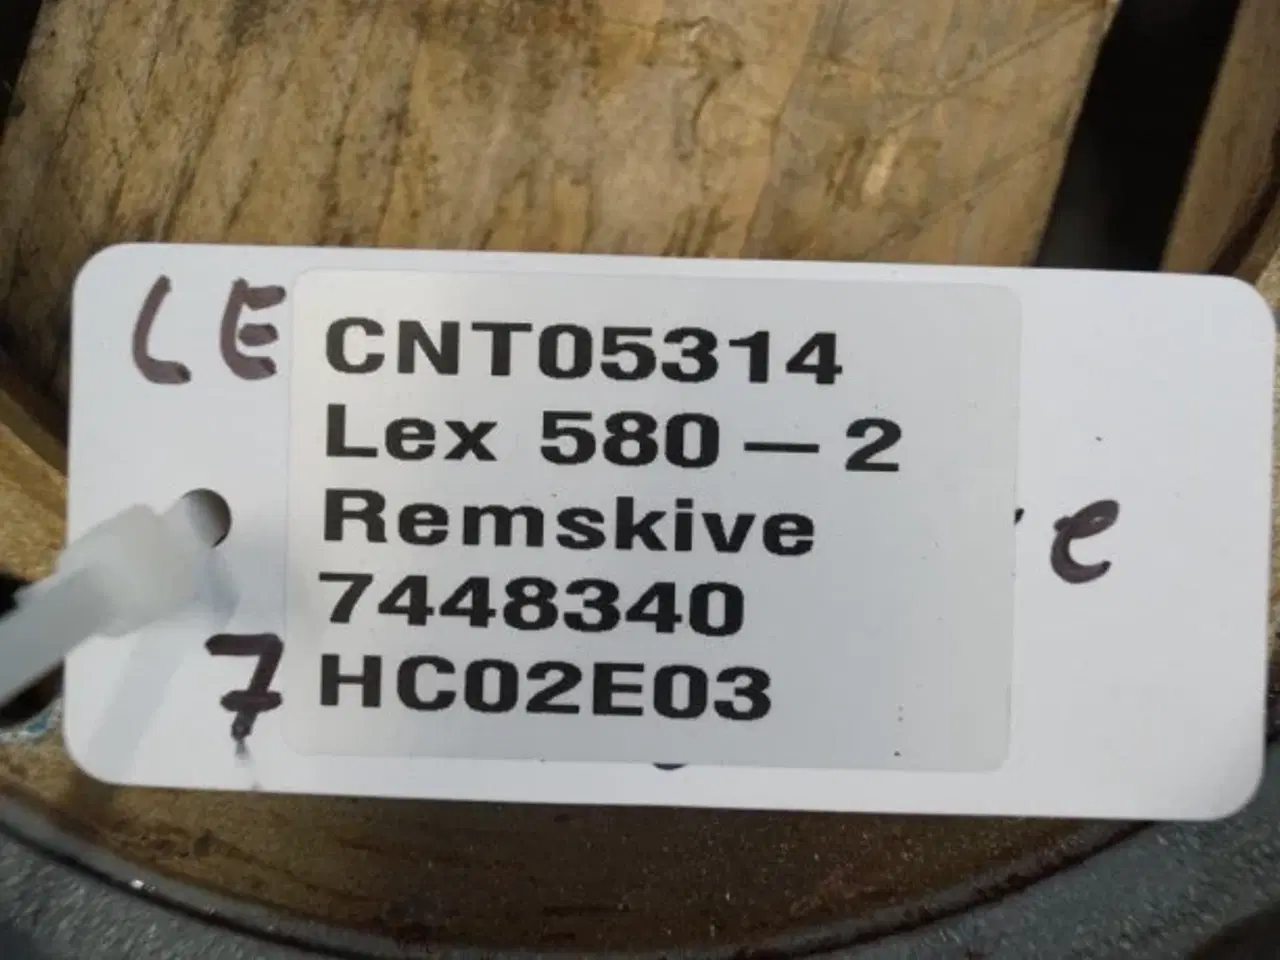 LE
CNT05314
Lex 580 – 2
Remskive
e
7448340
7
HC02E03